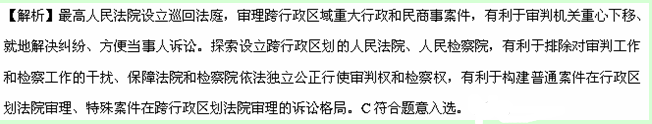 【解析】最高人民法院设立巡回法庭，审理跨行政区域重大行政和民商事案件，有利于审判机关重心下移、
就地解决纠纷、方便当事人诉讼。探索设立跨行政区划的人民法院、人民检察院，有利于排除对审判工作
和检察工作的干扰、保障法院和检察院依法独立公正行使审判权和检察权，有利于构建普通案件在行政区
划法院审理、特殊案件在跨行政区划法院审理的诉讼格局。C符合题意入选。